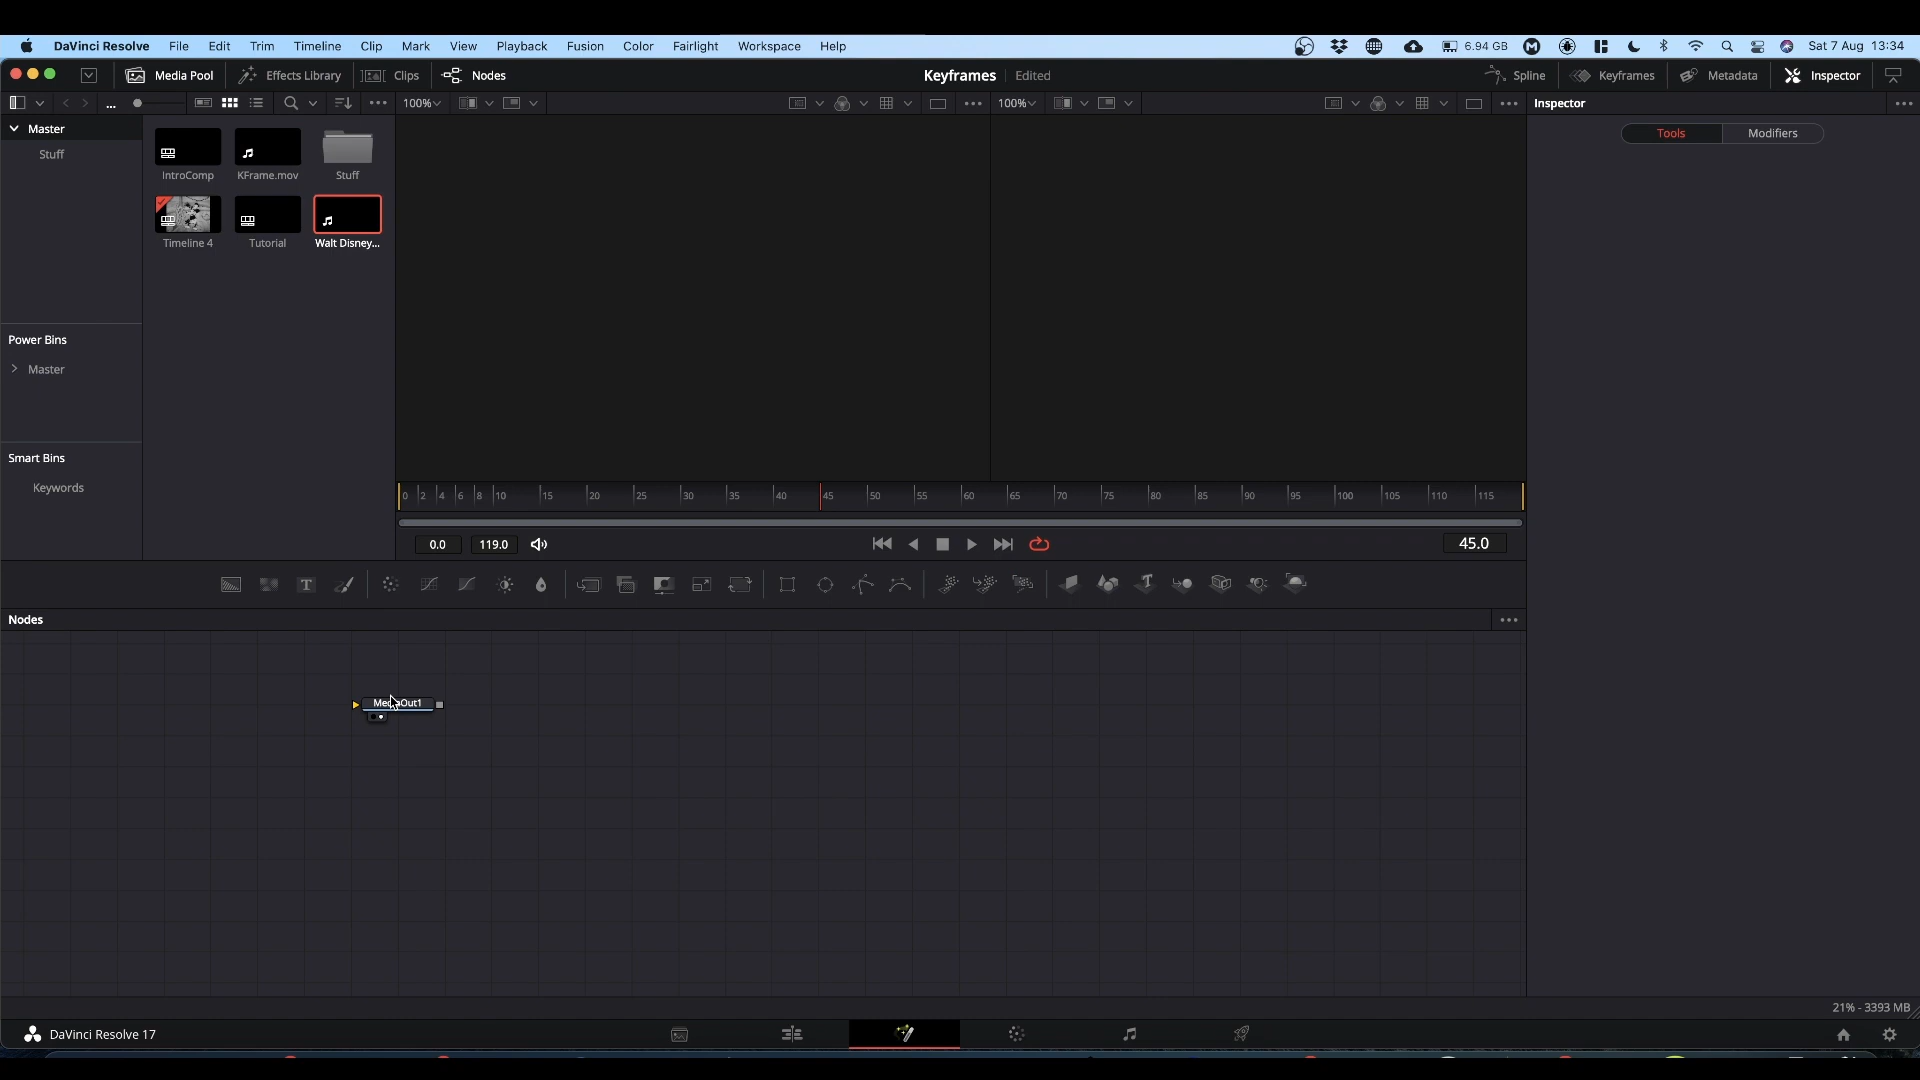 DaVinci Resolve File Edit Trim Timeline Clip Mark View Playback Fusion Color Fairlight Workspace Help 6.94 GB Sat 7 Aug 13:34
Media Pool Effects Library Clips Nodes Keyframes Edited Spline Keyframes Metadata Inspector
... 100% 100% Inspector
Master
Tools Modifiers
Stuff
IntroComp KFrame.mov Stuff
Timeline 4 Tutorial Walt Disney...
Power Bins
Master
Smart Bins
Keywords
0 2 4 6 8 10 15 20 25 30 35 40 45 50 55 60 65 70 75 80 85 90 95 100 105 110 115
0.0 119.0 45.0
Nodes
MediaOut1
21% - 3393 MB
DaVinci Resolve 17